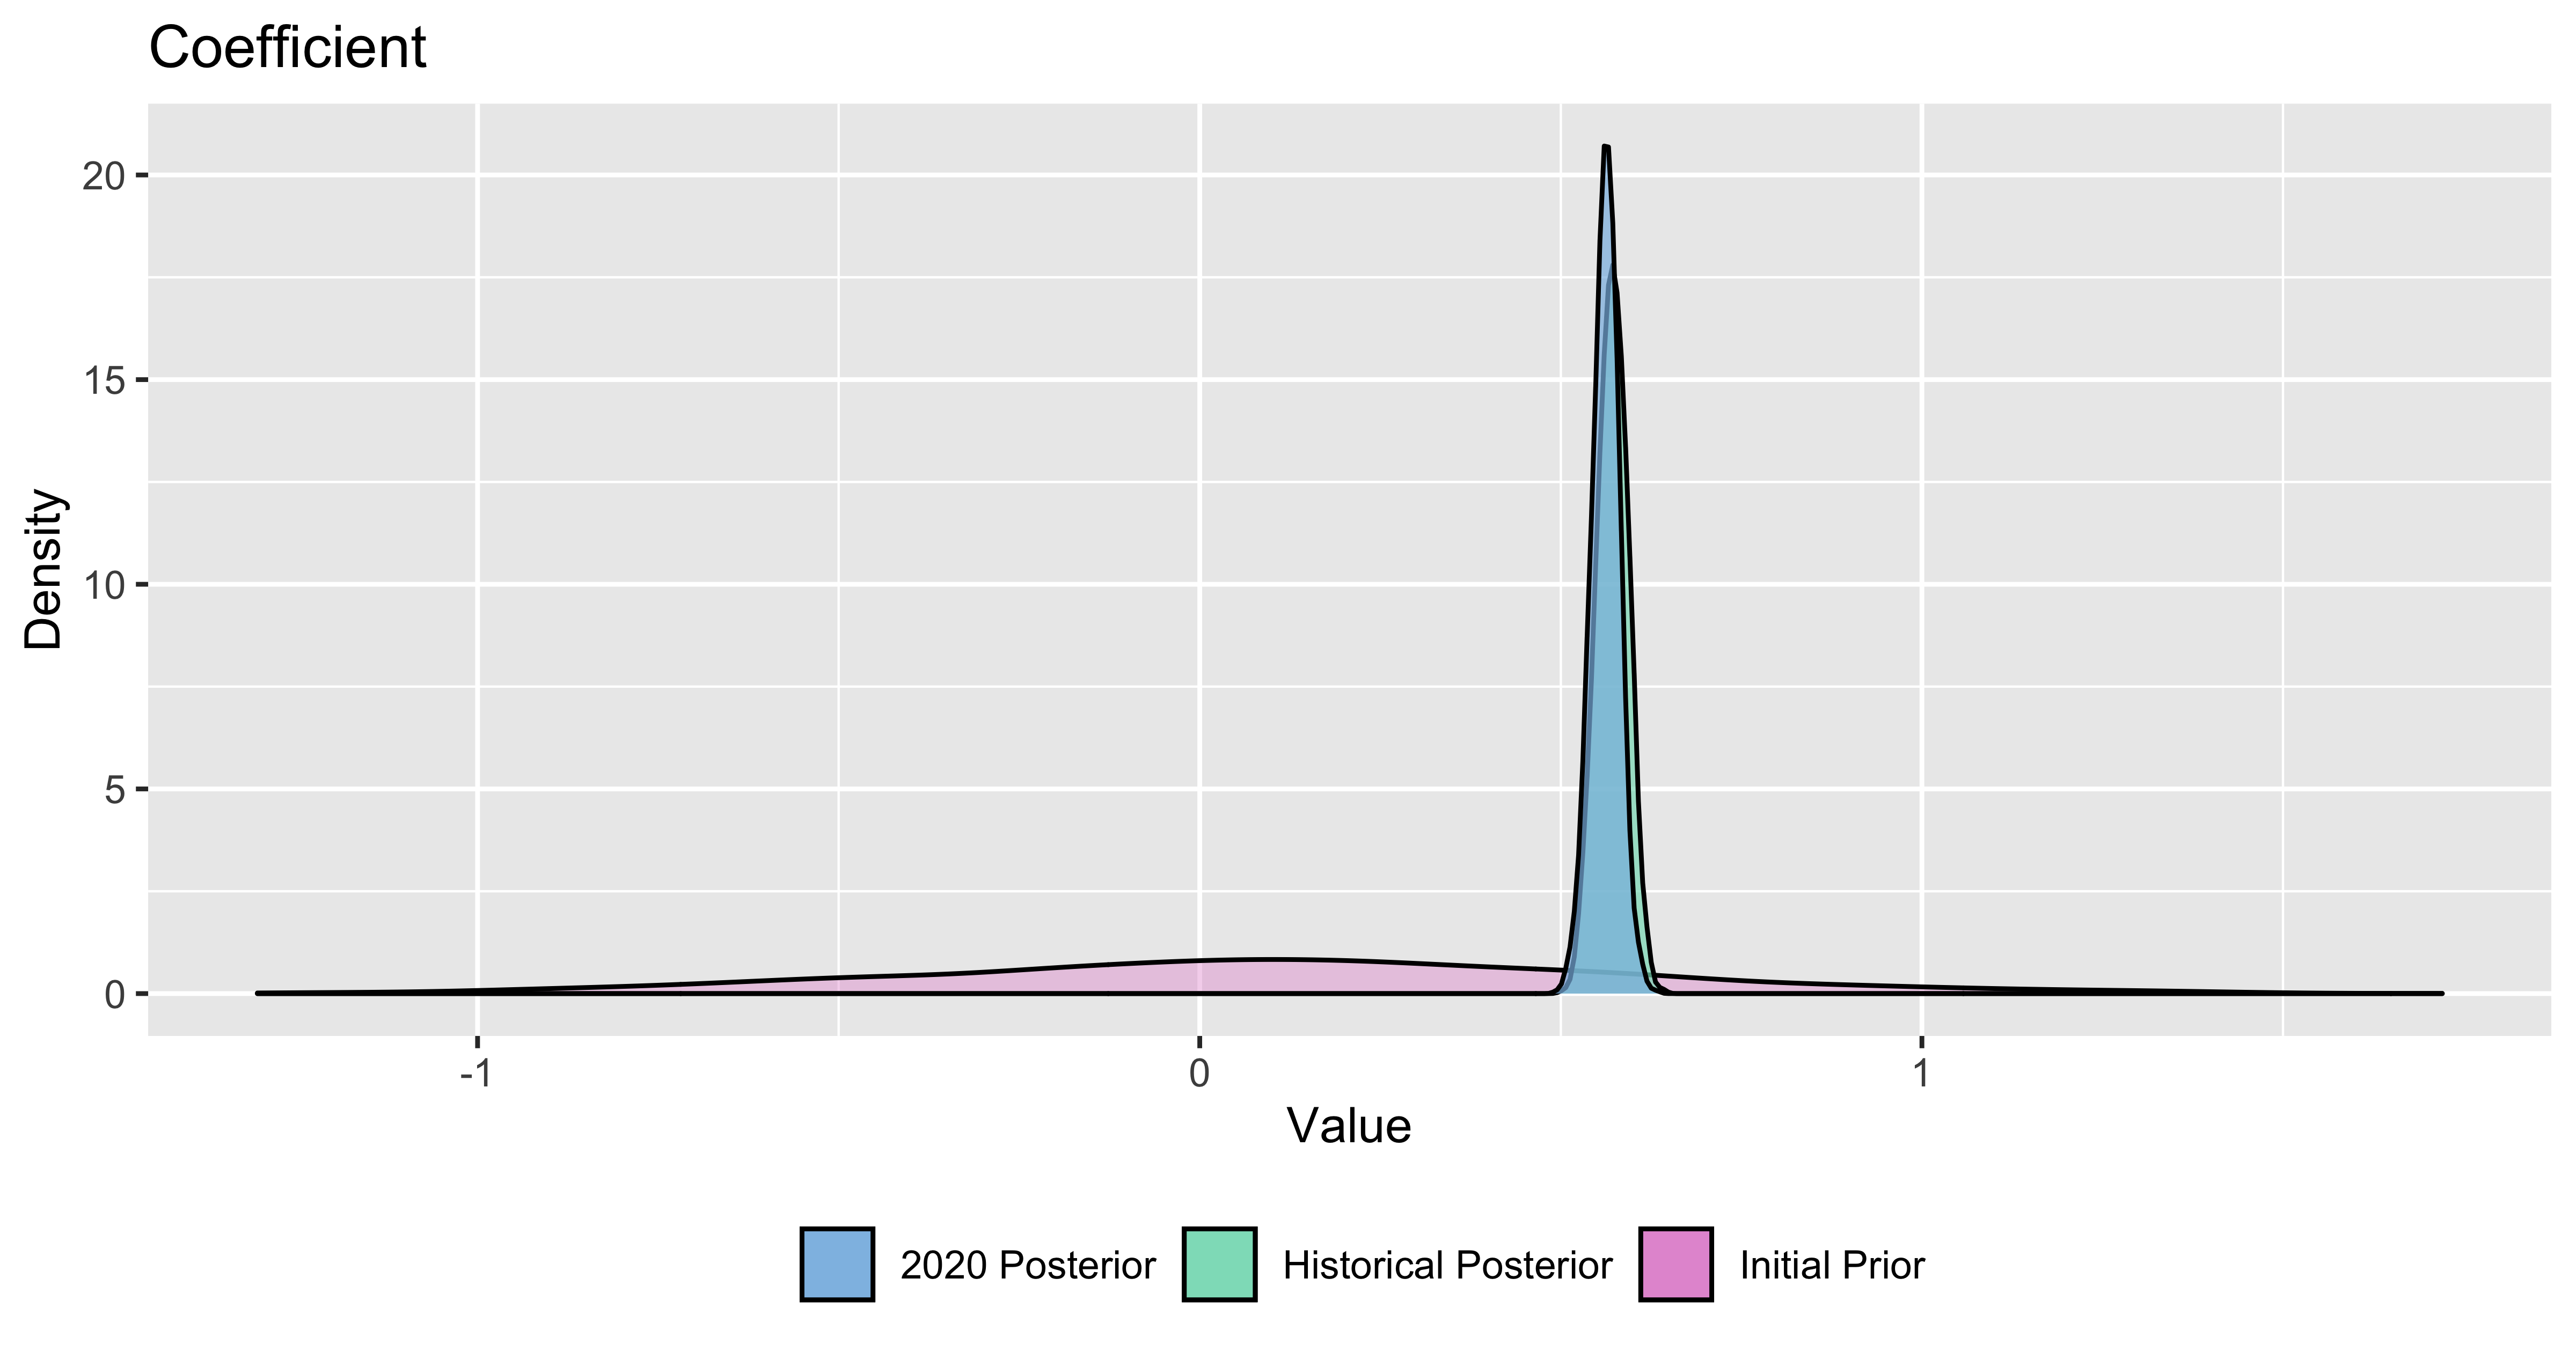 Coefficient
20
15
10
5
0
Density
-1 0 1
Value
2020 Posterior Historical Posterior Initial Prior